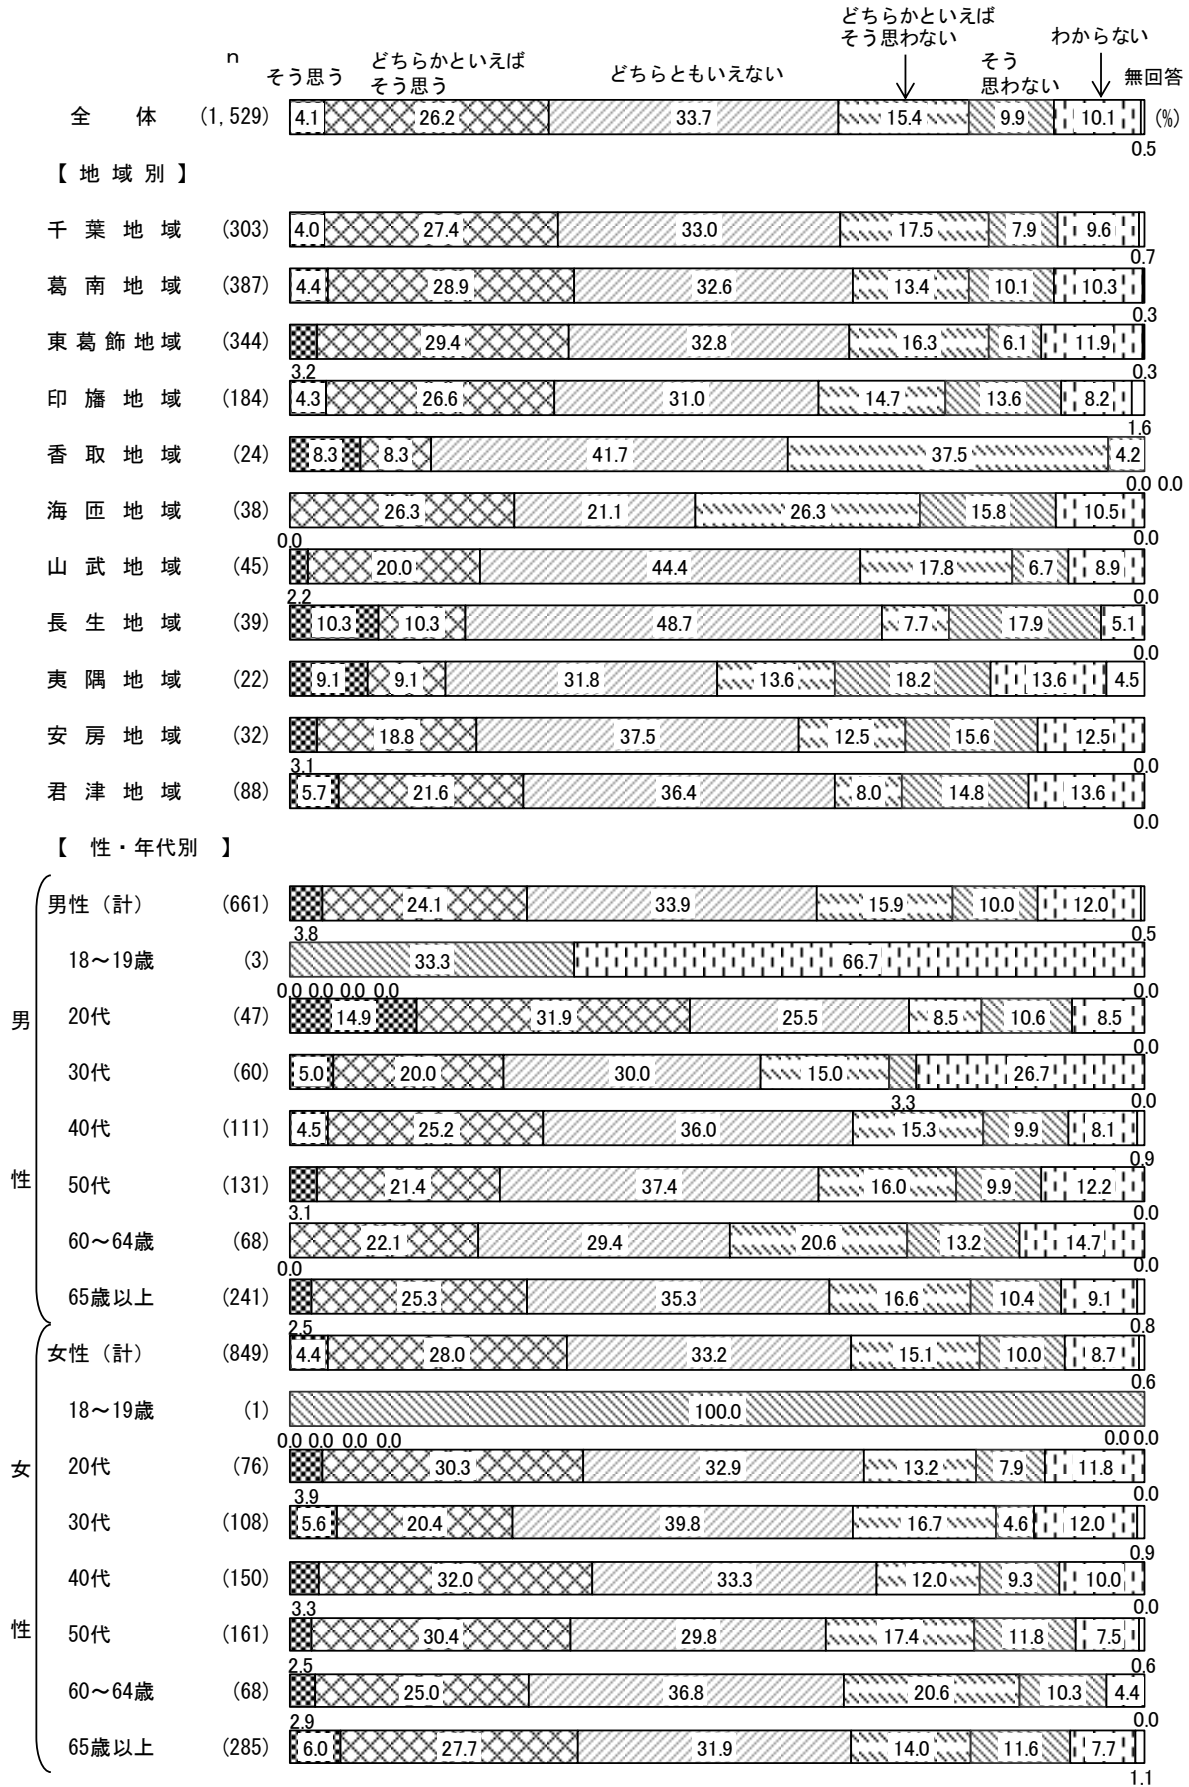 n
そう思う
どちらかといえば
そう思う
どちらともいえない
どちらかといえば
そう思わない
そう
思わない
わからない
無回答
全 体 (1,529) 4.1 26.2 33.7 15.4 9.9 10.1 (%)
0.5
【 地 域 別 】
千 葉 地 域 (303) 4.0 27.4 33.0 17.5 7.9 9.6
0.7
葛 南 地 域 (387) 4.4 28.9 32.6 13.4 10.1 10.3
0.3
東 葛 飾 地 域 (344) 29.4 32.8 16.3 6.1 11.9
3.2 0.3
印 旛 地 域 (184) 4.3 26.6 31.0 14.7 13.6 8.2
1.6
香 取 地 域 (24) 8.3 8.3 41.7 37.5 4.2
0.0 0.0
海 匝 地 域 (38) 26.3 21.1 26.3 15.8 10.5
0.0 0.0
山 武 地 域 (45) 20.0 44.4 17.8 6.7 8.9
2.2 0.0
長 生 地 域 (39) 10.3 10.3 48.7 7.7 17.9 5.1
0.0
夷 隅 地 域 (22) 9.1 9.1 31.8 13.6 18.2 13.6 4.5
安 房 地 域 (32) 18.8 37.5 12.5 15.6 12.5
3.1 0.0
君 津 地 域 (88) 5.7 21.6 36.4 8.0 14.8 13.6
0.0
【 性・年代別 】
男性（計） (661) 24.1 33.9 15.9 10.0 12.0
3.8 0.5
18～19歳 (3) 33.3 66.7
0.0 0.0 0.0 0.0 0.0
男
20代 (47) 14.9 31.9 25.5 8.5 10.6 8.5
0.0
30代 (60) 5.0 20.0 30.0 15.0 26.7
3.3 0.0
40代 (111) 4.5 25.2 36.0 15.3 9.9 8.1
0.9
性
50代 (131) 21.4 37.4 16.0 9.9 12.2
3.1 0.0
60～64歳 (68) 22.1 29.4 20.6 13.2 14.7
0.0 0.0
65歳以上 (241) 25.3 35.3 16.6 10.4 9.1
2.5 0.8
女性（計） (849) 4.4 28.0 33.2 15.1 10.0 8.7
0.6
18～19歳 (1) 100.0
0.0 0.0 0.0 0.0 0.0 0.0
女
20代 (76) 30.3 32.9 13.2 7.9 11.8
3.9 0.0
30代 (108) 5.6 20.4 39.8 16.7 4.6 12.0
0.9
40代 (150) 32.0 33.3 12.0 9.3 10.0
3.3 0.0
性
50代 (161) 30.4 29.8 17.4 11.8 7.5
2.5 0.6
60～64歳 (68) 25.0 36.8 20.6 10.3 4.4
2.9 0.0
65歳以上 (285) 6.0 27.7 31.9 14.0 11.6 7.7
1.1